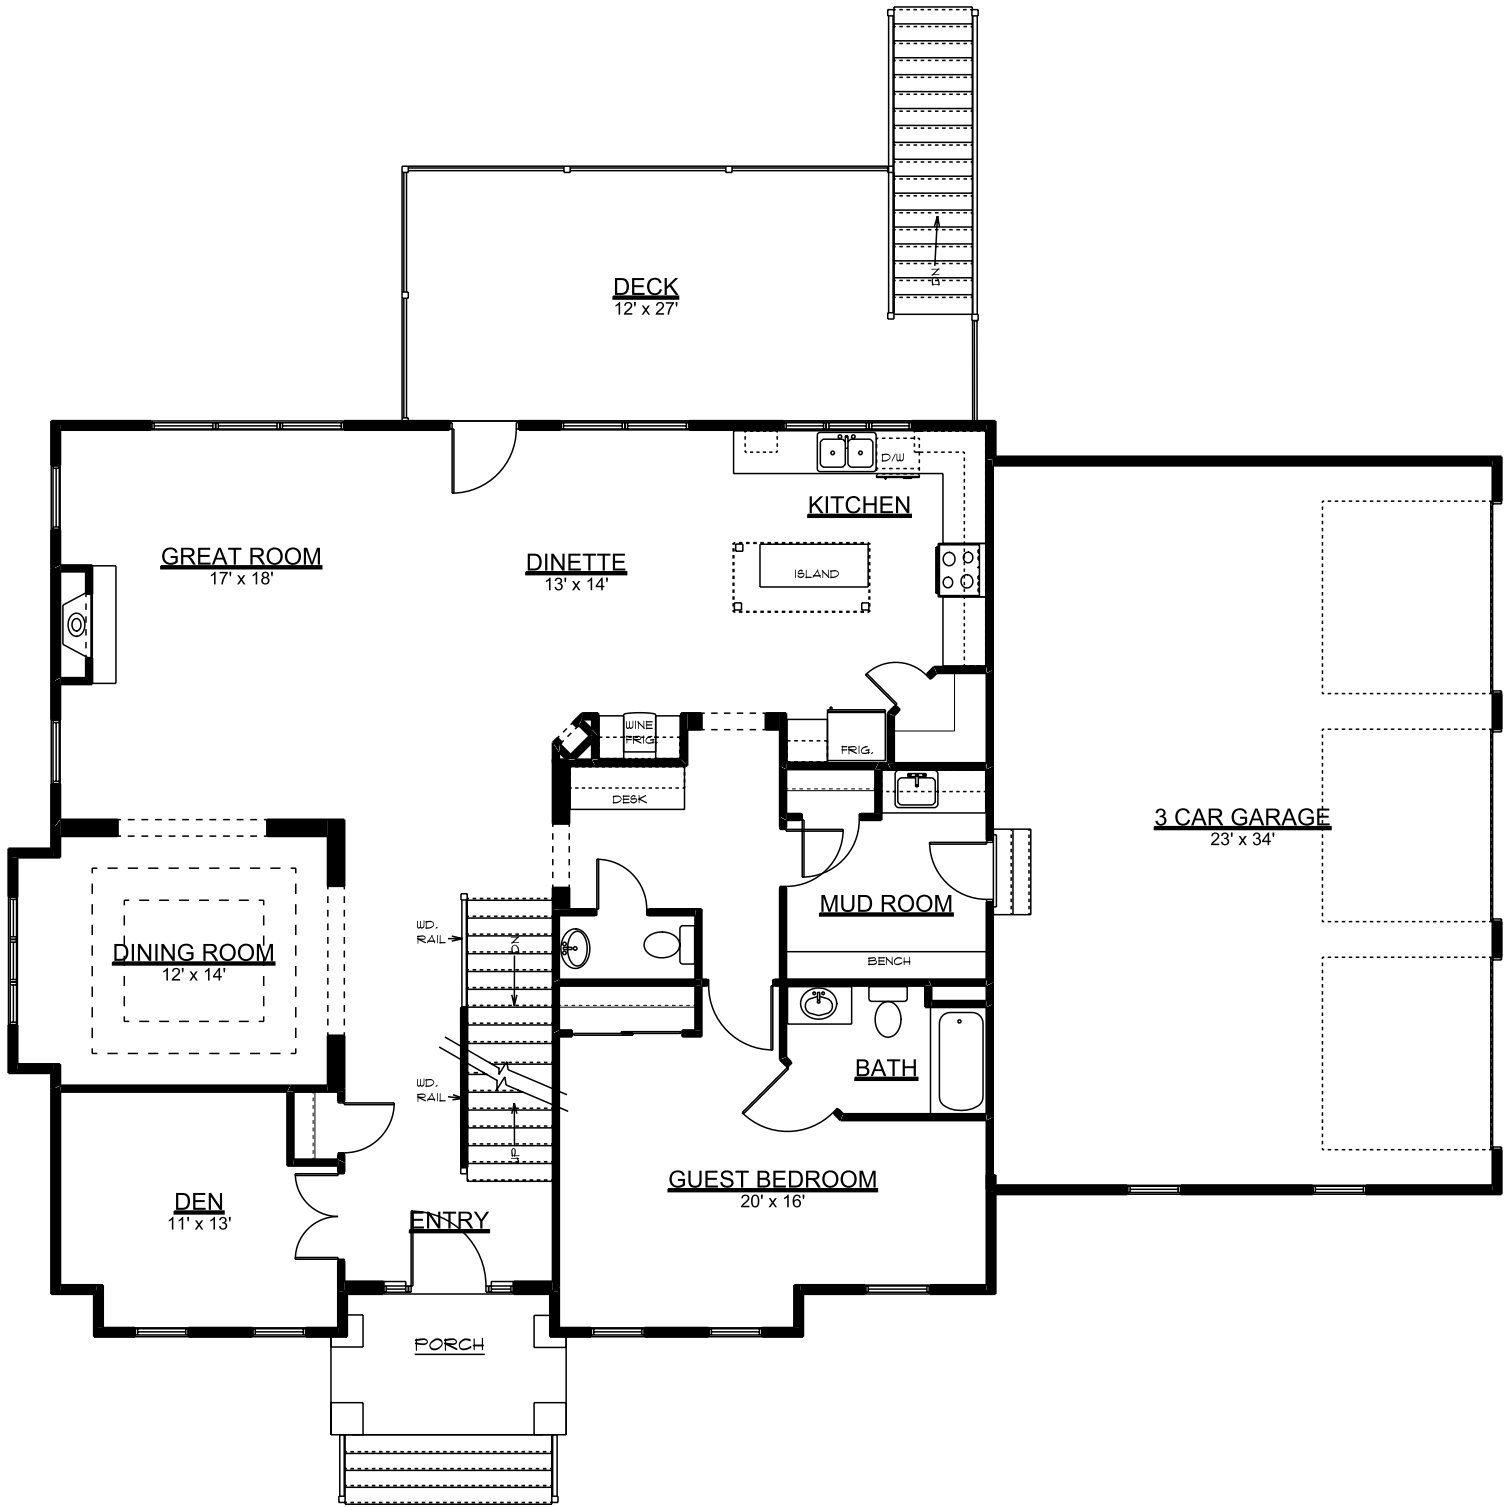 DN
DECK
12' x 27'
D/W
KITCHEN
GREAT ROOM
17' x 18'
DINETTE
13' x 14'
ISLAND
WINE
FRIG.
FRIG.
DESK
3 CAR GARAGE
23' x 34'
MUD ROOM
WD.
RAIL
DN
DINING ROOM
12' x 14'
BENCH
BATH
WD.
RAIL
UP
GUEST BEDROOM
20' x 16'
DEN
11' x 13'
ENTRY
PORCH